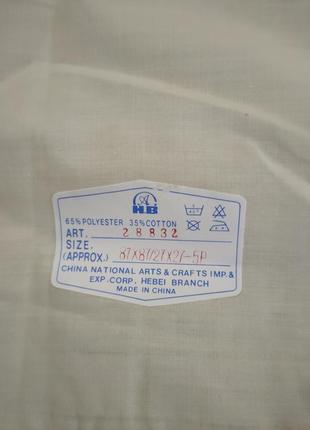 HB
65% POLYESTER 35% COTTON
ART. 28832
SIZE.
(APPROX.) 87X87/27X27-5P
CHINA NATIONAL ARTS & CRAFTS IMP. &
EXP. CORP. HEBEI BRANCH
MADE IN CHINA